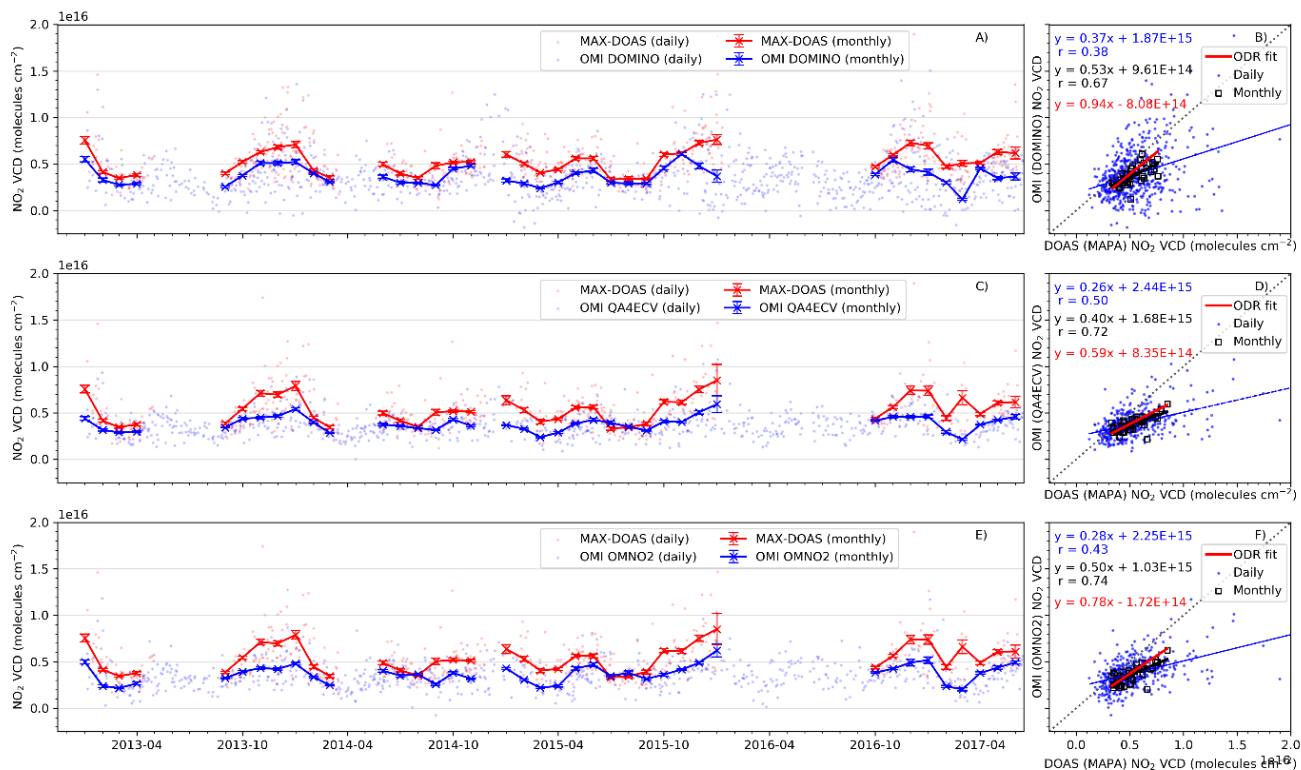 1e16
2.0
1.5
1.0
0.5
0.0
NO₂ VCD (molecules cm⁻²)
MAX-DOAS (daily)
OMI DOMINO (daily)
MAX-DOAS (monthly)
OMI DOMINO (monthly)
A)
OMI (DOMINO) NO₂ VCD
y = 0.37x + 1.87E+15
r = 0.38
y = 0.53x + 9.61E+14
r = 0.67
y = 0.94x - 8.08E+14
B)
ODR fit
Daily
Monthly
DOAS (MAPA) NO₂ VCD (molecules cm⁻²)
1e16
2.0
1.5
1.0
0.5
0.0
NO₂ VCD (molecules cm⁻²)
MAX-DOAS (daily)
OMI QA4ECV (daily)
MAX-DOAS (monthly)
OMI QA4ECV (monthly)
C)
OMI (QA4ECV) NO₂ VCD
y = 0.26x + 2.44E+15
r = 0.50
y = 0.40x + 1.68E+15
r = 0.72
y = 0.59x + 8.35E+14
D)
ODR fit
Daily
Monthly
DOAS (MAPA) NO₂ VCD (molecules cm⁻²)
1e16
2.0
1.5
1.0
0.5
0.0
NO₂ VCD (molecules cm⁻²)
MAX-DOAS (daily)
OMI OMNO2 (daily)
MAX-DOAS (monthly)
OMI OMNO2 (monthly)
E)
2013-04 2013-10 2014-04 2014-10 2015-04 2015-10 2016-04 2016-10 2017-04
OMI (OMNO2) NO₂ VCD
y = 0.28x + 2.25E+15
r = 0.43
y = 0.50x + 1.03E+15
r = 0.74
y = 0.78x - 1.72E+14
F)
ODR fit
Daily
Monthly
0.0 0.5 1.0 1.5 2.0
DOAS (MAPA) NO₂ VCD (molecules cm⁻²)
1e16